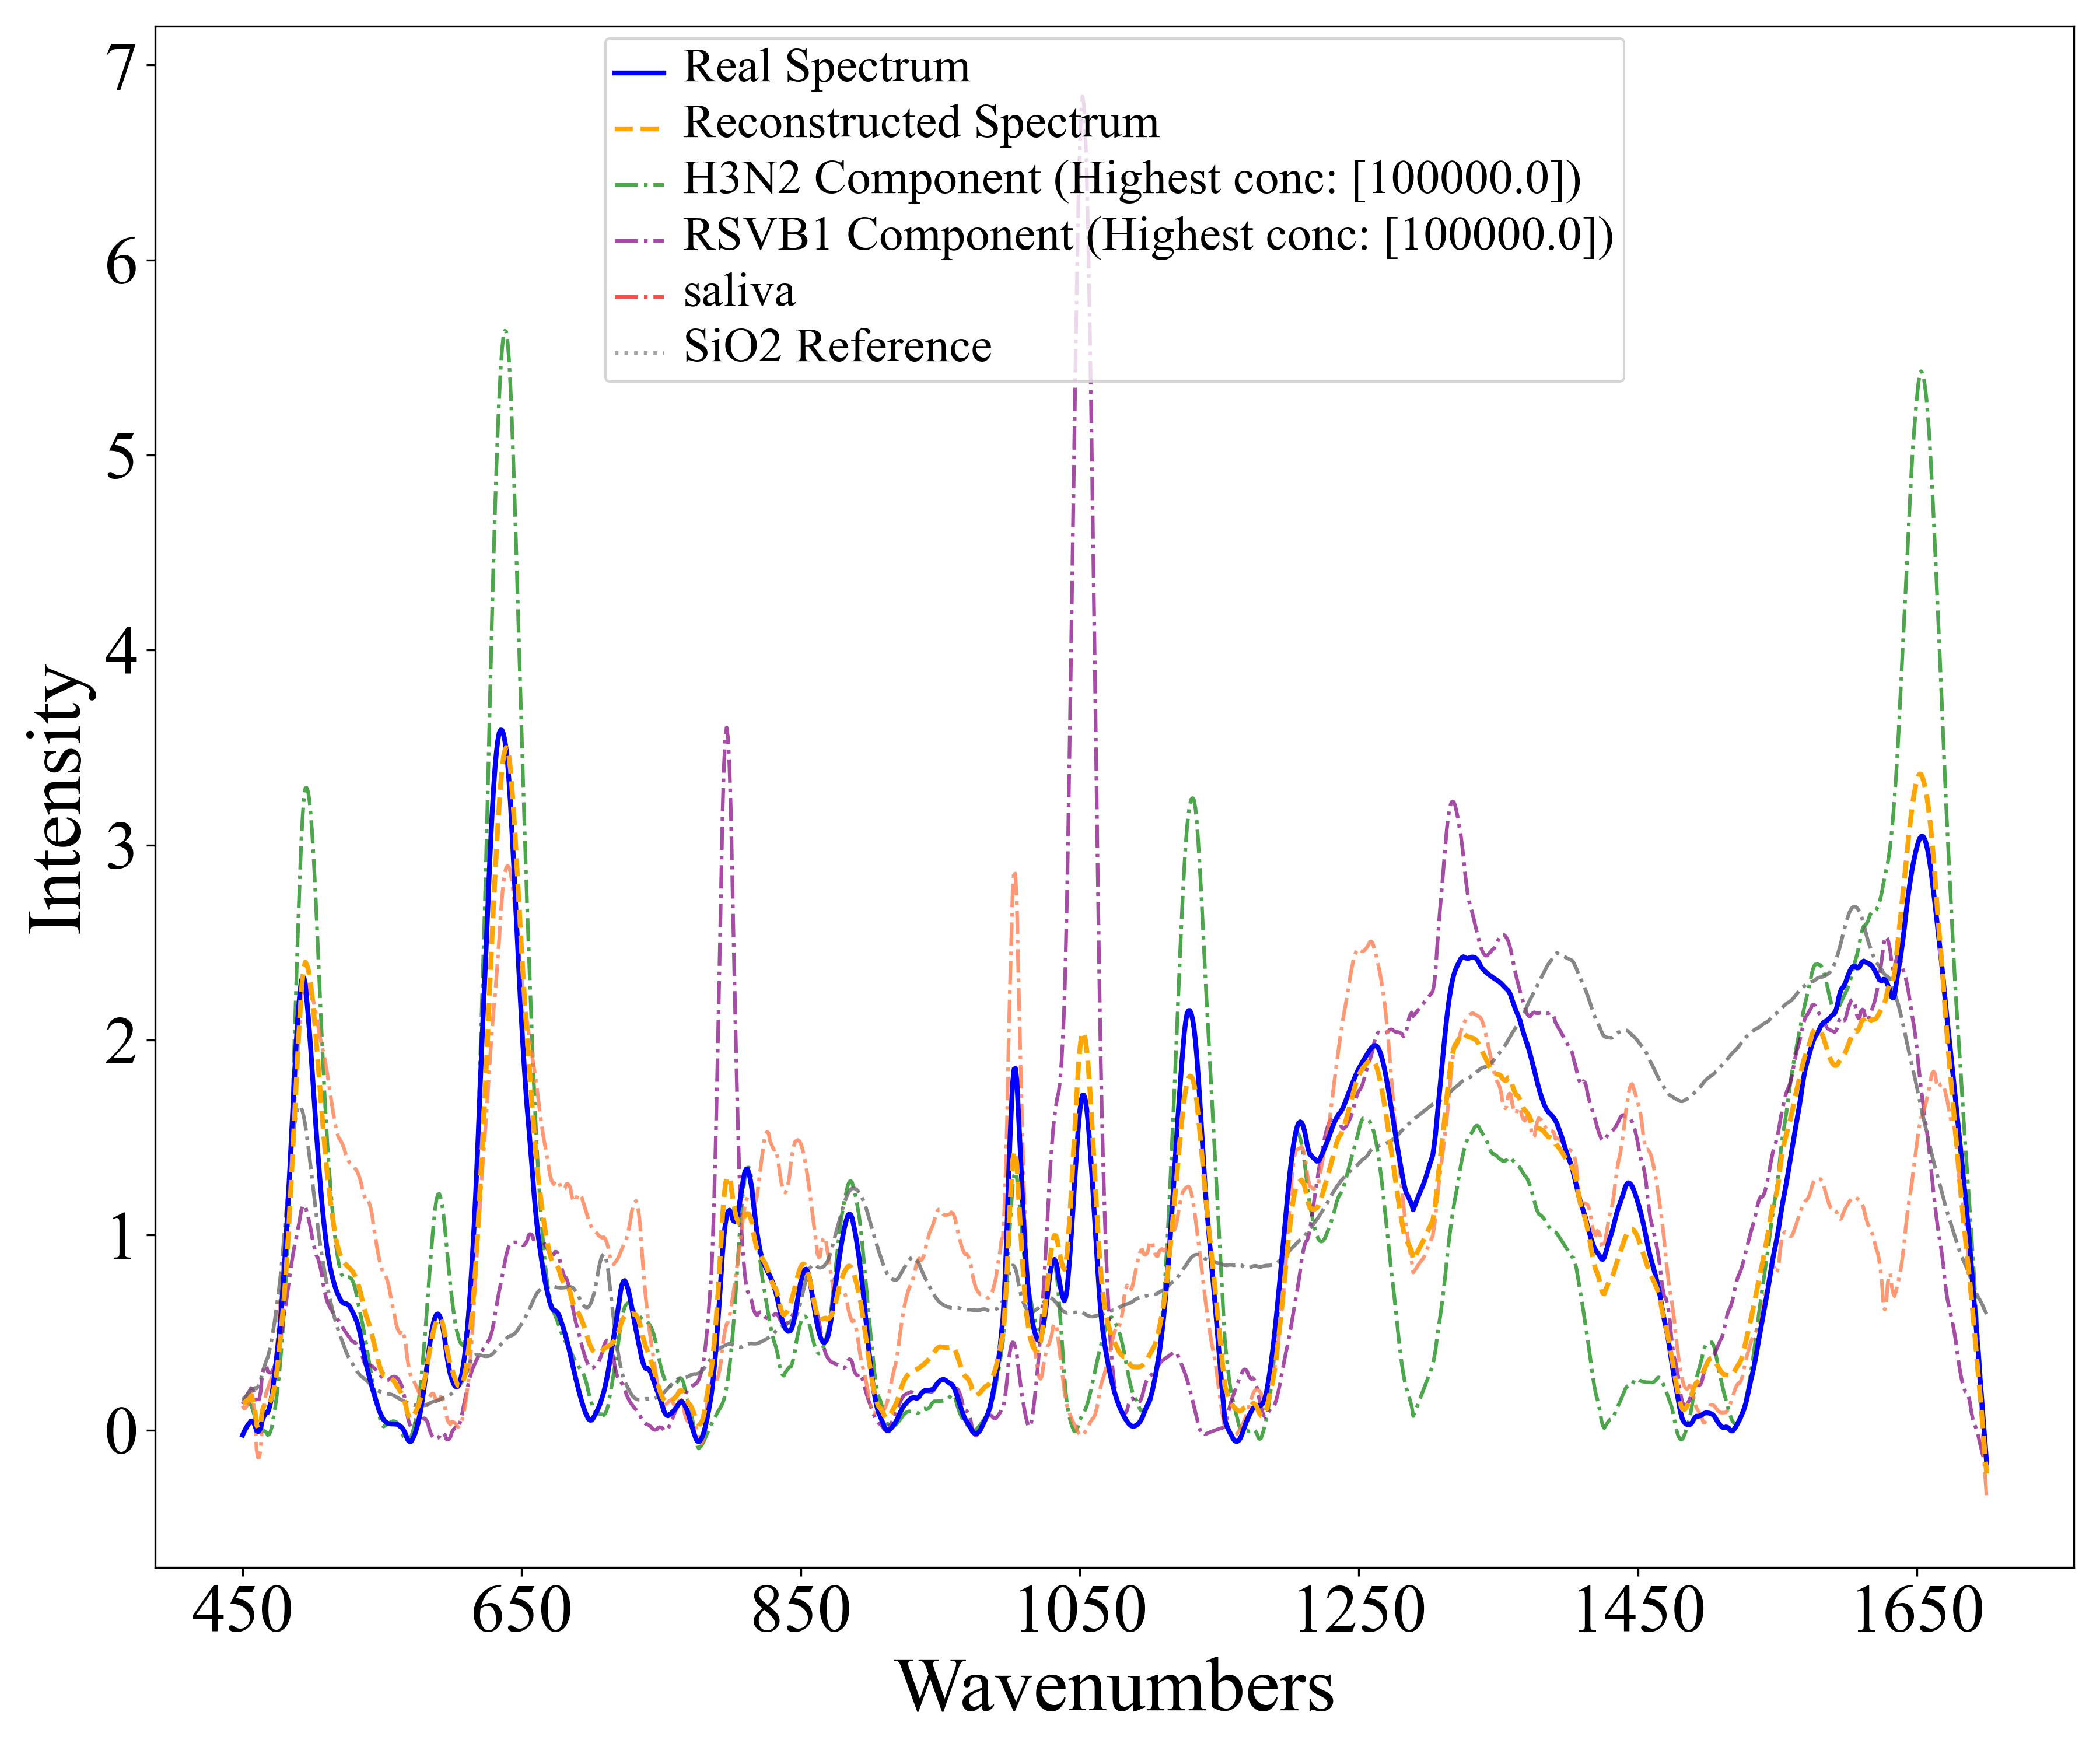 Real Spectrum
Reconstructed Spectrum
H3N2 Component (Highest conc: [100000.0])
RSVB1 Component (Highest conc: [100000.0])
saliva
SiO2 Reference
7
6
5
4
3
2
1
0
Intensity
450 650 850 1050 1250 1450 1650
Wavenumbers